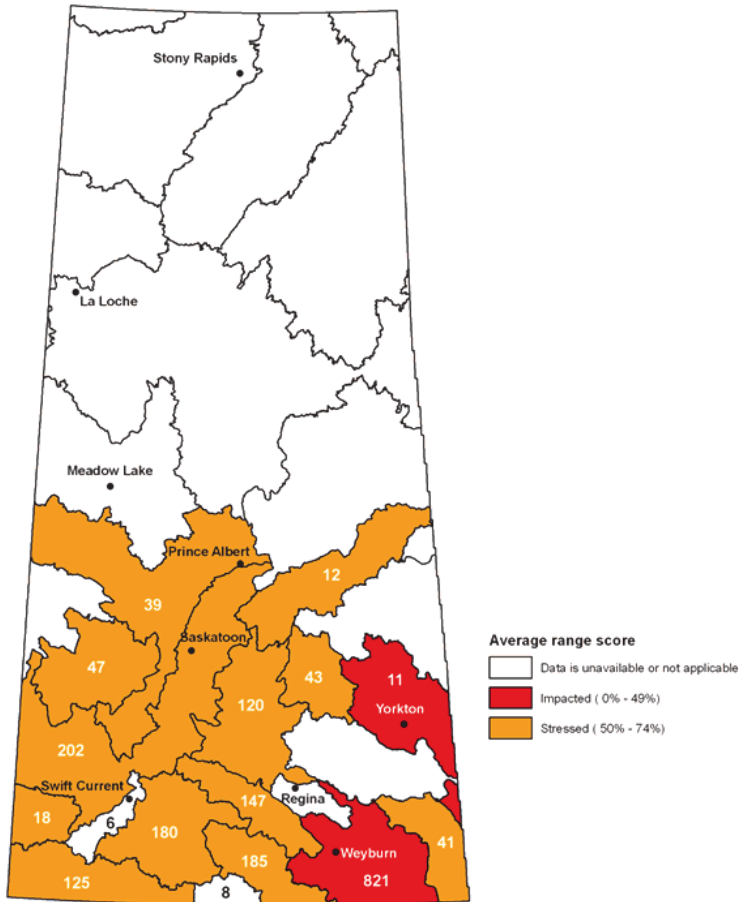 Stony Rapids
La Loche
Meadow Lake
Prince Albert
12
39
Saskatoon
47
43
11
120
Yorkton
202
Swift Current
147
Regina
18
6
180
41
185
Weyburn
125
8
821
Average range score
Data is unavailable or not applicable
Impacted ( 0% - 49%)
Stressed ( 50% - 74%)